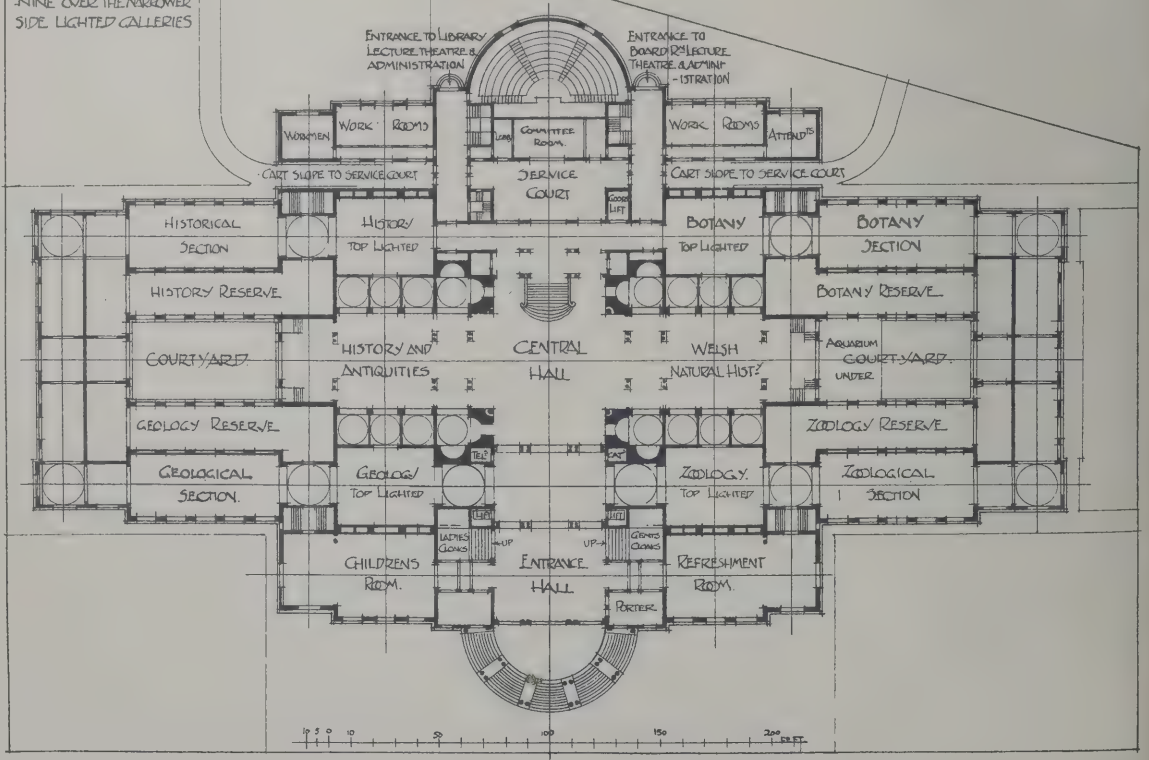 NINE OVER THE NARROWER
SIDE LIGHTED GALLERIES
ENTRANCE TO LIBRARY
LECTURE THEATRE &
ADMINISTRATION
ENTRANCE TO
BOARD RM LECTURE
THEATRE & ADMIN
-ISTRATION
WORKMEN
WORK ROOMS
COMMITTEE
ROOM.
WORK ROOMS
ATTENDTS
CART SLOPE TO SERVICE COURT
SERVICE
COURT
CART SLOPE TO SERVICE COURT
GOODS
LIFT
HISTORICAL
SECTION
HISTORY
TOP LIGHTED
BOTANY
TOP LIGHTED
BOTANY
SECTION
HISTORY RESERVE
BOTANY RESERVE
COURTYARD.
HISTORY AND
ANTIQUITIES
CENTRAL
HALL
WELSH
NATURAL HISTY
AQUARIUM
COURTYARD.
UNDER
GEOLOGY RESERVE
ZOOLOGY RESERVE
GEOLOGICAL
SECTION.
GEOLOGY
TOP LIGHTED
TELE
CAT
ZOOLOGY.
TOP LIGHTED
ZOOLOGICAL
SECTION
LIFT
LIFT
LADIES
CLOAKS
UP
UP
GENTS
CLOAKS
CHILDRENS
ROOM.
ENTRANCE
HALL
REFRESHMENT
ROOM.
PORTER
10 5 0 10 50 100 150 200
FEET